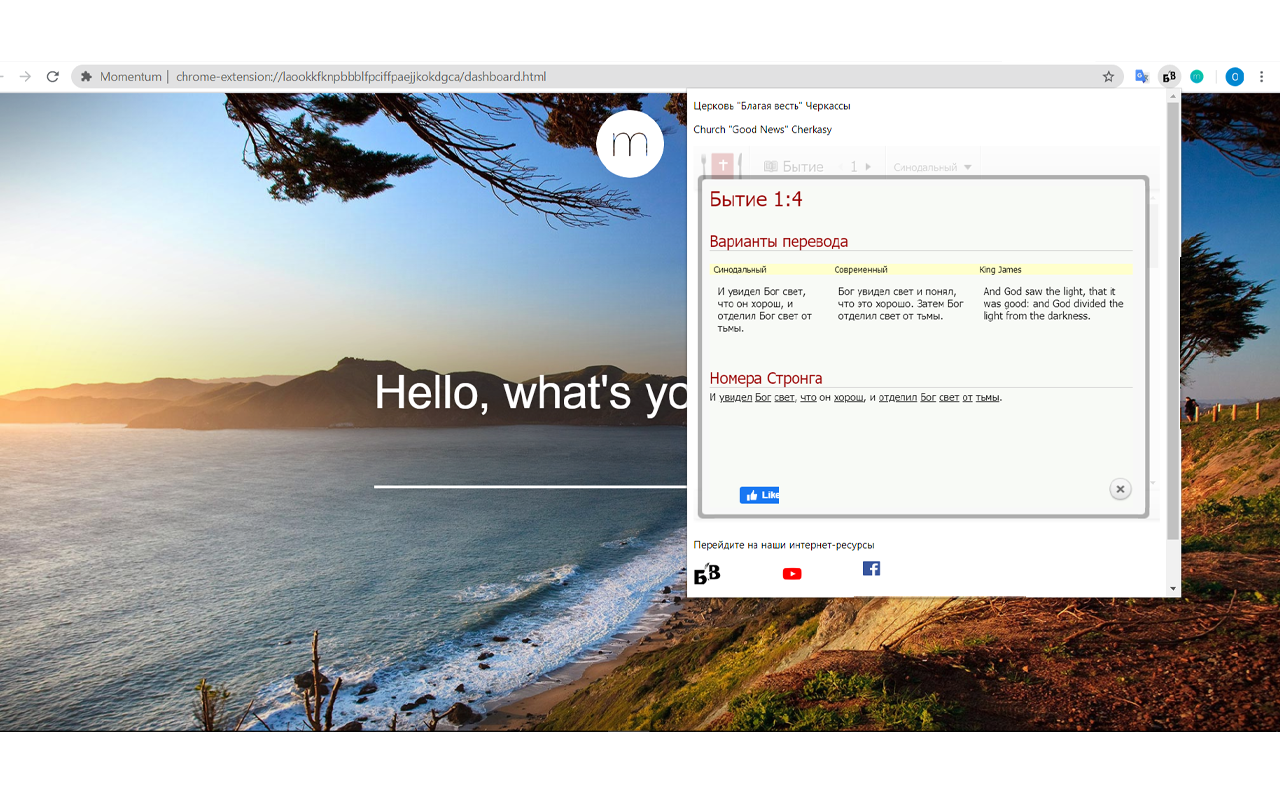 Momentum | chrome-extension://laookkfknpbbblfpciffpaejjkokdgca/dashboard.html
БВ
m
O
Церковь "Благая весть" Черкассы
Church "Good News" Cherkasy
m
Бытие 1 Синодальный
Бытие 1:4
Варианты перевода
Синодальный Современный King James
И увидел Бог свет, Бог увидел свет и понял, And God saw the light, that it
что он хорош, и что это хорошо. Затем Бог was good: and God divided the
отделил Бог свет от отделил свет от тьмы. light from the darkness.
тьмы.
Номера Стронга
Hello, what's yo
И увидел Бог свет, что он хорош, и отделил Бог свет от тьмы.
Like
Перейдите на наши интернет-ресурсы
БВ